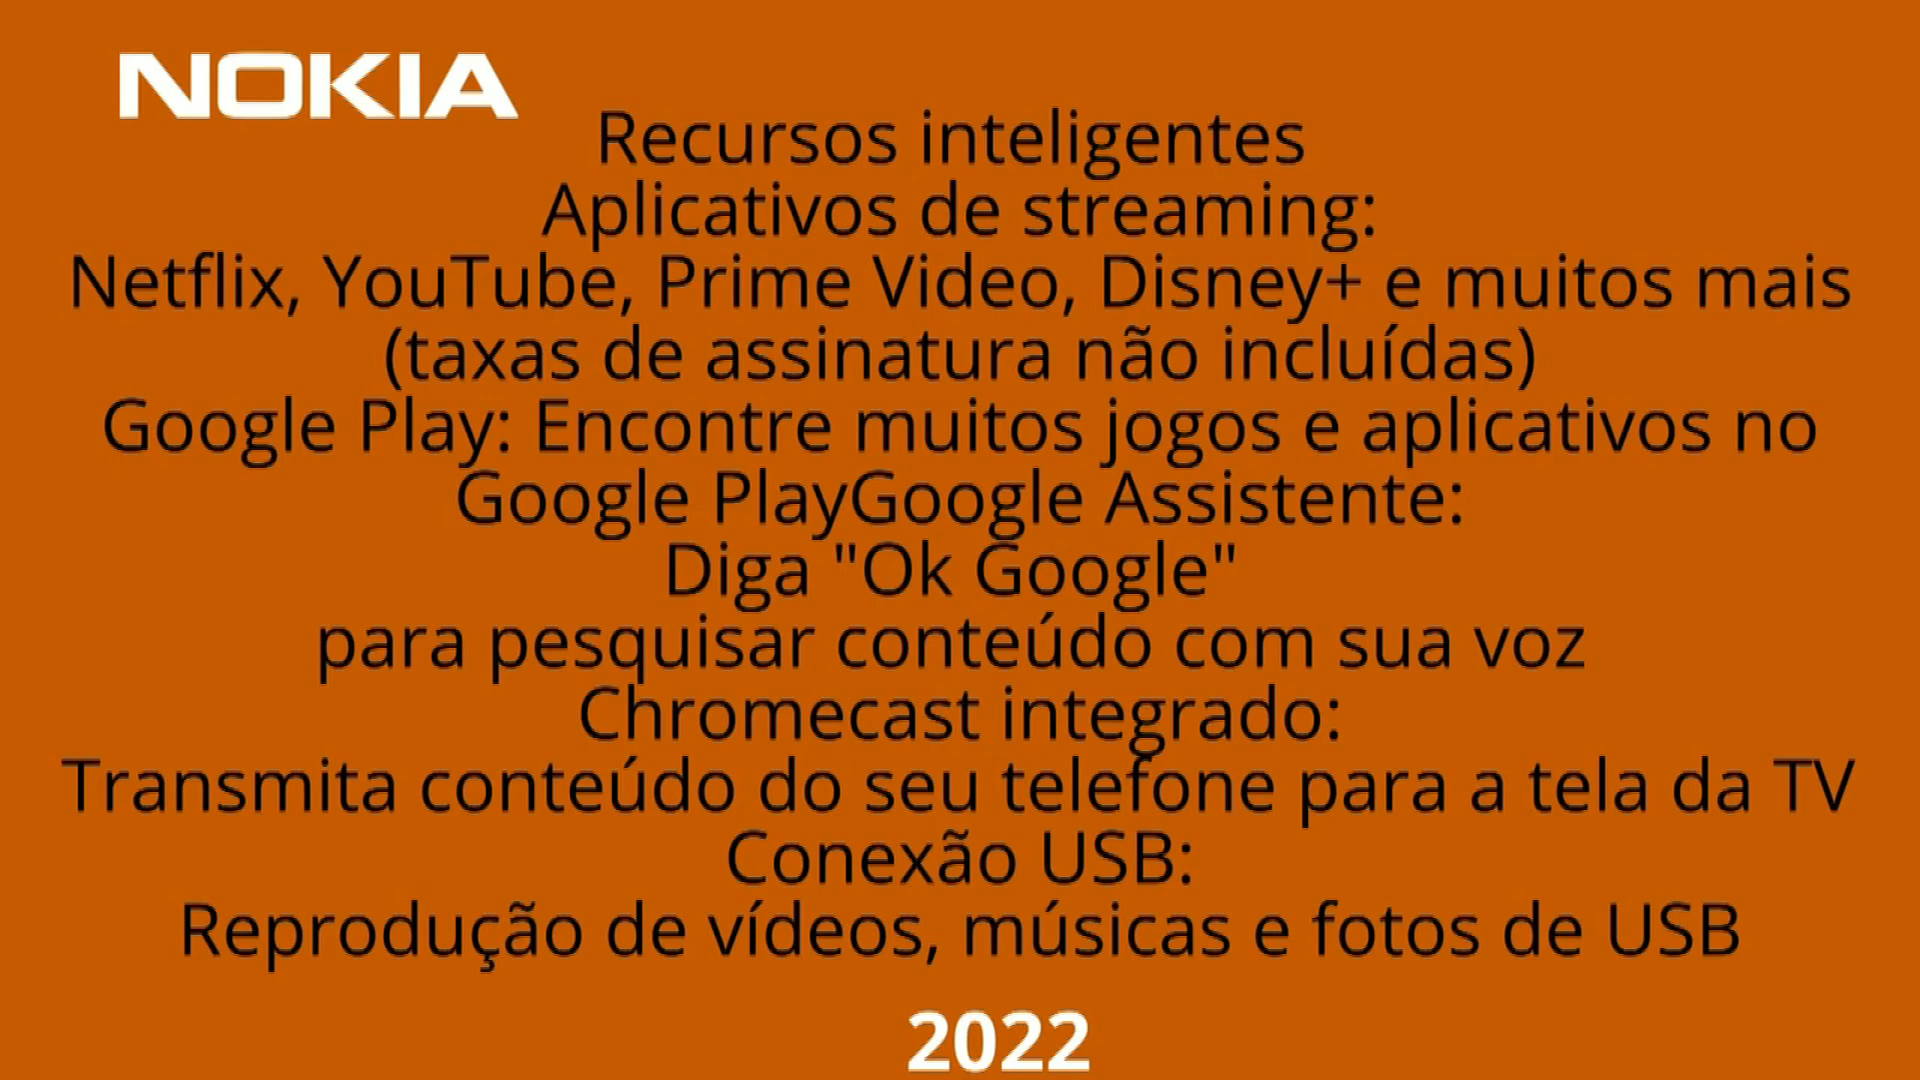 NOKIA
Recursos inteligentes
Aplicativos de streaming:
Netflix, YouTube, Prime Video, Disney+ e muitos mais
(taxas de assinatura não incluídas)
Google Play: Encontre muitos jogos e aplicativos no
Google PlayGoogle Assistente:
Diga "Ok Google"
para pesquisar conteúdo com sua voz
Chromecast integrado:
Transmita conteúdo do seu telefone para a tela da TV
Conexão USB:
Reprodução de vídeos, músicas e fotos de USB
2022